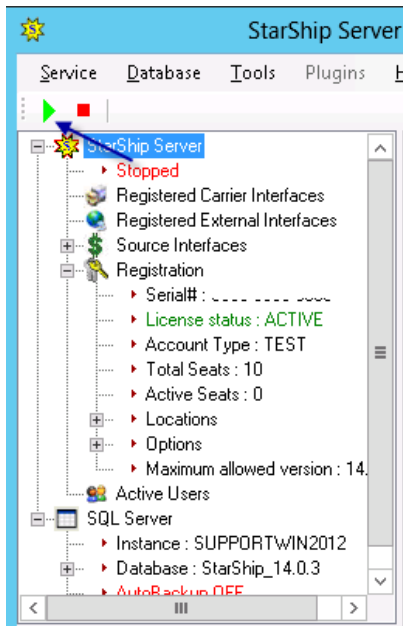 StarShip Server
Service Database Tools Plugins H
StarShip Server
Stopped
Registered Carrier Interfaces
Registered External Interfaces
Source Interfaces
Registration
Serial# :
License status : ACTIVE
Account Type : TEST
Total Seats : 10
Active Seats : 0
Locations
Options
Maximum allowed version : 14.
Active Users
SQL Server
Instance : SUPPORTWIN2012
Database : StarShip_14.0.3
AutoBackup OFF